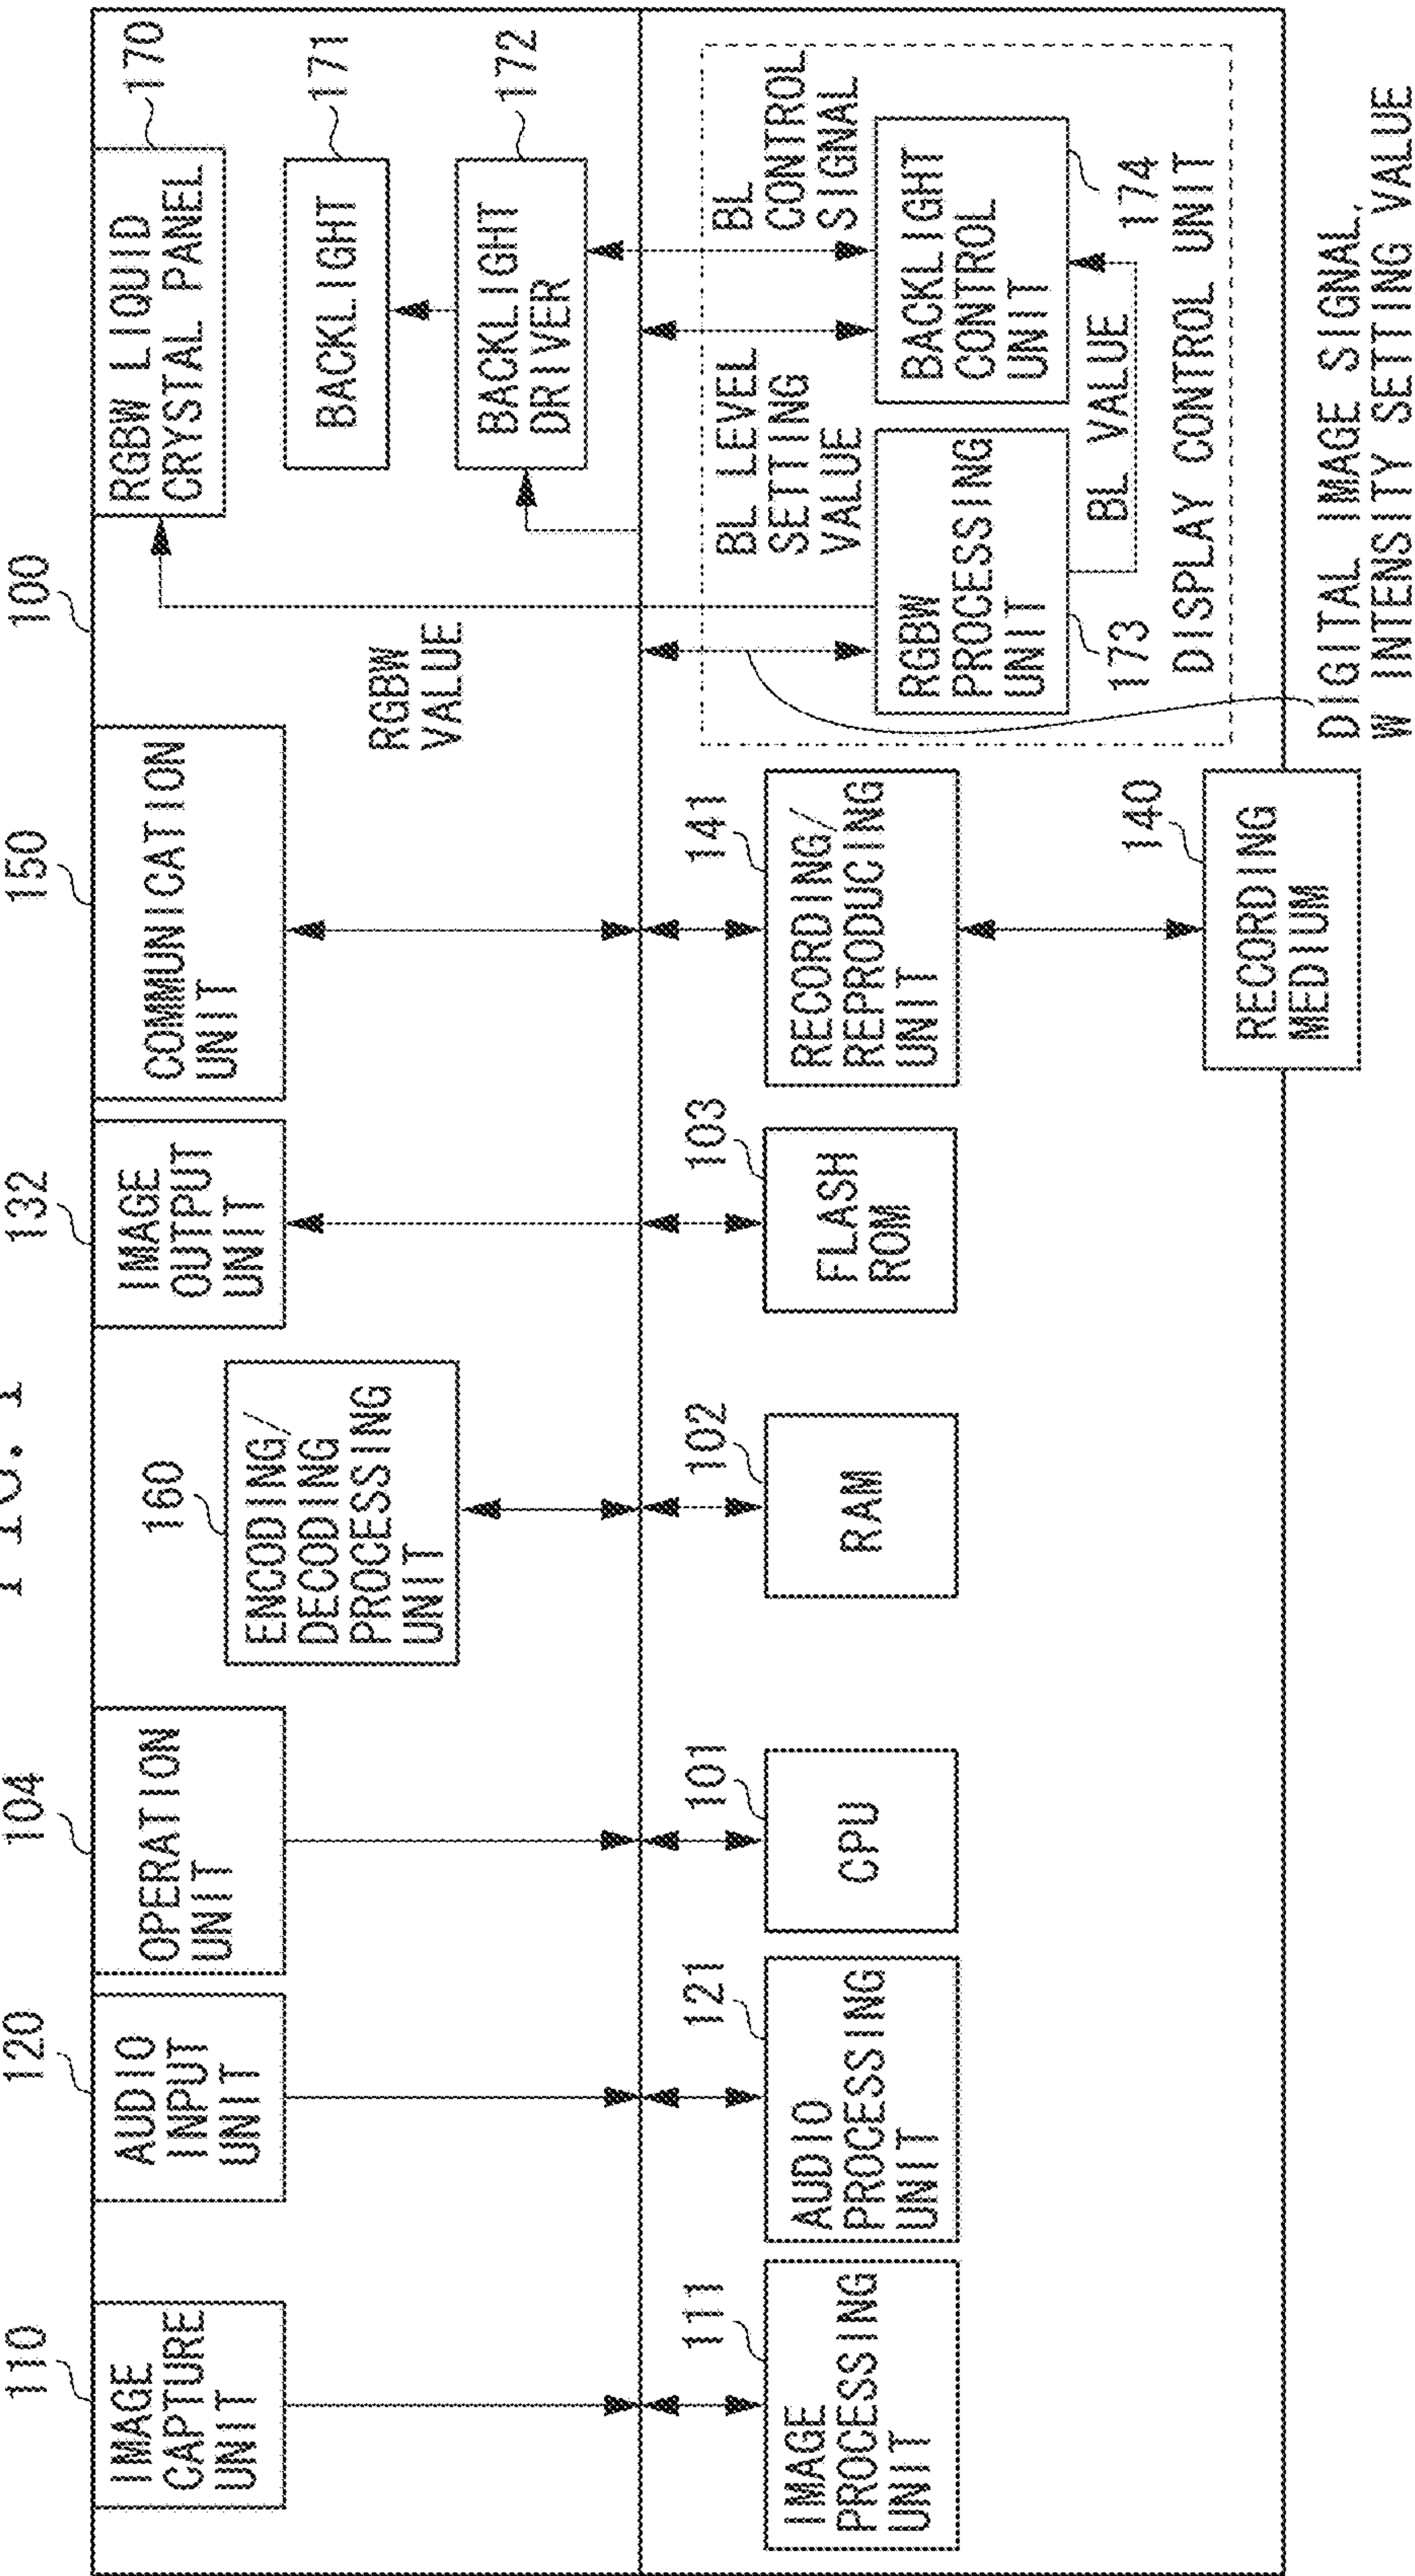 FIG. 1
100
110
IMAGE
CAPTURE
UNIT
120
AUDIO
INPUT
UNIT
104
OPERATION
UNIT
160
ENCODING/
DECODING
PROCESSING
UNIT
132
IMAGE
OUTPUT
UNIT
150
COMMUNICATION
UNIT
RGBW
VALUE
170
RGBW LIQUID
CRYSTAL PANEL
171
BACKLIGHT
172
BACKLIGHT
DRIVER
111
IMAGE
PROCESSING
UNIT
121
AUDIO
PROCESSING
UNIT
101
CPU
102
RAM
103
FLASH
ROM
141
RECORDING/
REPRODUCING
UNIT
140
RECORDING
MEDIUM
BL LEVEL
SETTING
VALUE
BL
CONTROL
SIGNAL
RGBW
PROCESSING
UNIT
173
BACKLIGHT
CONTROL
UNIT
174
BL VALUE
DISPLAY CONTROL UNIT
DIGITAL IMAGE SIGNAL,
W INTENSITY SETTING VALUE